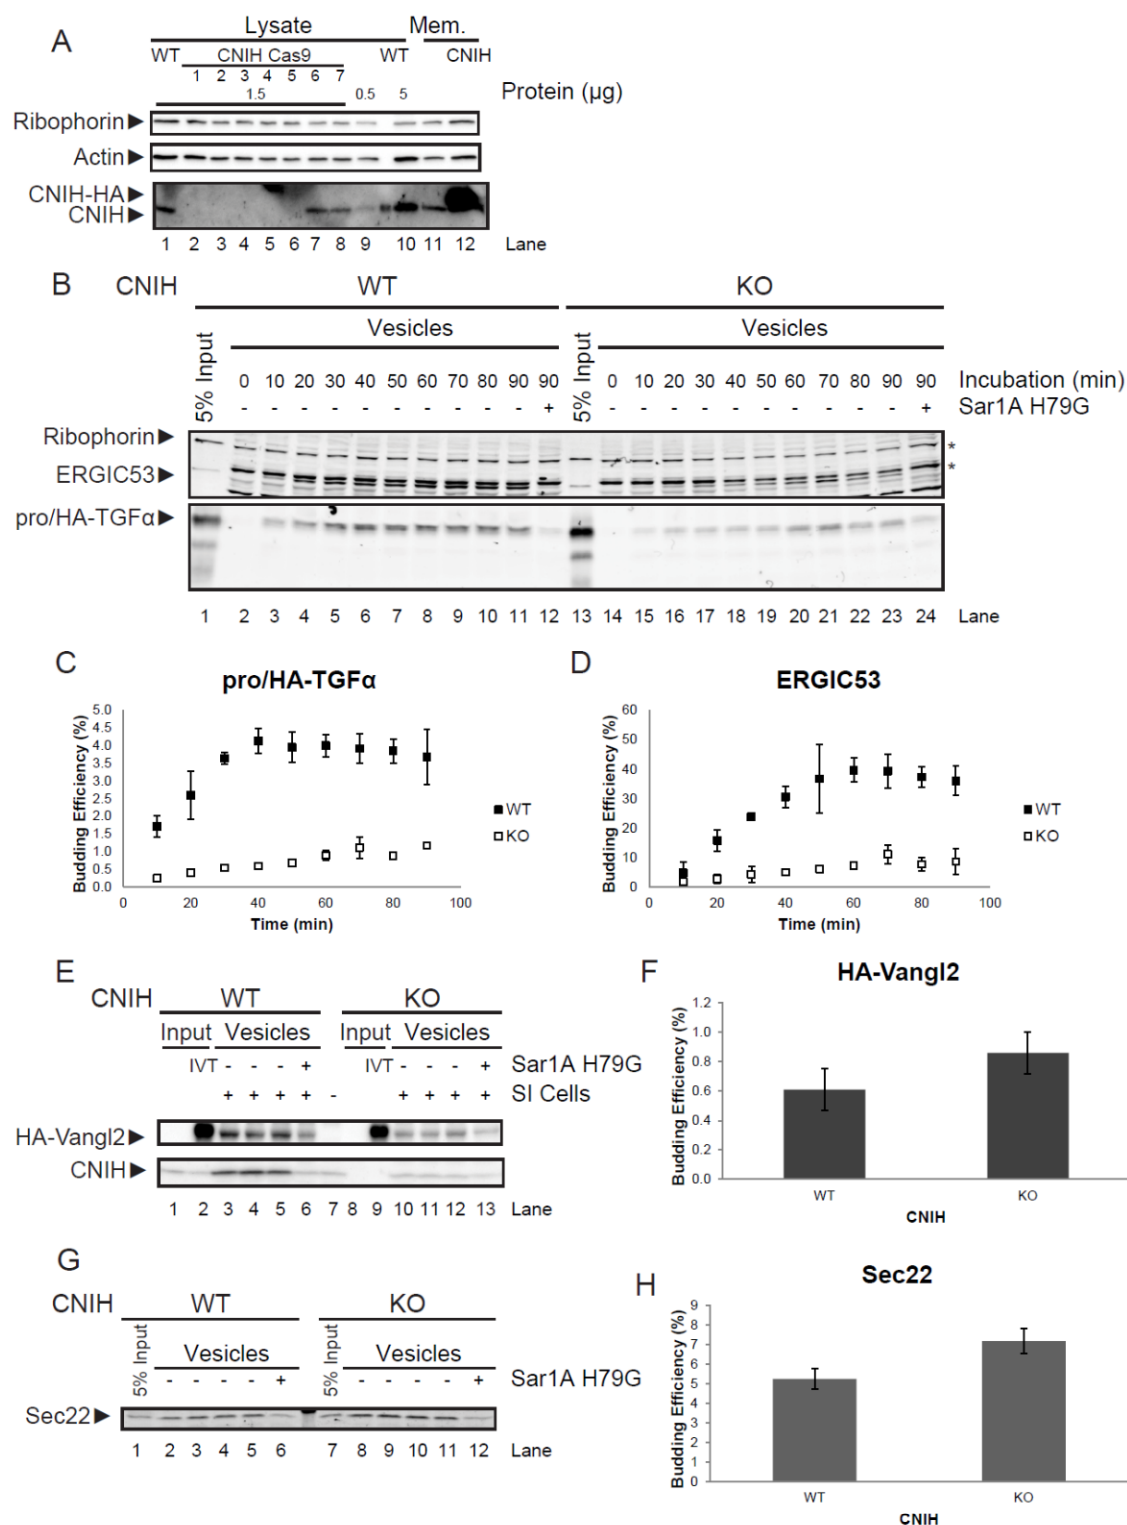 A
Lysate Mem.
WT CNIH Cas9 WT CNIH
1 2 3 4 5 6 7
1.5 0.5 5 Protein (μg)
Ribophorin
Actin
CNIH-HA
CNIH
1 2 3 4 5 6 7 8 9 10 11 12 Lane
B CNIH WT KO
5% Input Vesicles 5% Input Vesicles
0 10 20 30 40 50 60 70 80 90 90 0 10 20 30 40 50 60 70 80 90 90 Incubation (min)
- - - - - - - - - - + - - - - - - - - - - + Sar1A H79G
Ribophorin *
ERGIC53 *
pro/HA-TGFα
1 2 3 4 5 6 7 8 9 10 11 12 13 14 15 16 17 18 19 20 21 22 23 24 Lane
C
pro/HA-TGFα
Budding Efficiency (%)
5.0
4.5
4.0
3.5
3.0
2.5
2.0
1.5
1.0
0.5
0.0
0 20 40 60 80 100
Time (min)
WT
KO
D
ERGIC53
Budding Efficiency (%)
60
50
40
30
20
10
0
0 20 40 60 80 100
Time (min)
WT
KO
E
CNIH WT KO
Input Vesicles Input Vesicles
IVT - - - + IVT - - - + Sar1A H79G
+ + + + - + + + + SI Cells
HA-Vangl2
CNIH
1 2 3 4 5 6 7 8 9 10 11 12 13 Lane
F
HA-Vangl2
Budding Efficiency (%)
1.2
1.0
0.8
0.6
0.4
0.2
0.0
WT KO
CNIH
G
CNIH WT KO
5% Input Vesicles 5% Input Vesicles
- - - - + - - - - + Sar1A H79G
Sec22
1 2 3 4 5 6 7 8 9 10 11 12 Lane
H
Sec22
Budding Efficiency (%)
9
8
7
6
5
4
3
2
1
0
WT KO
CNIH